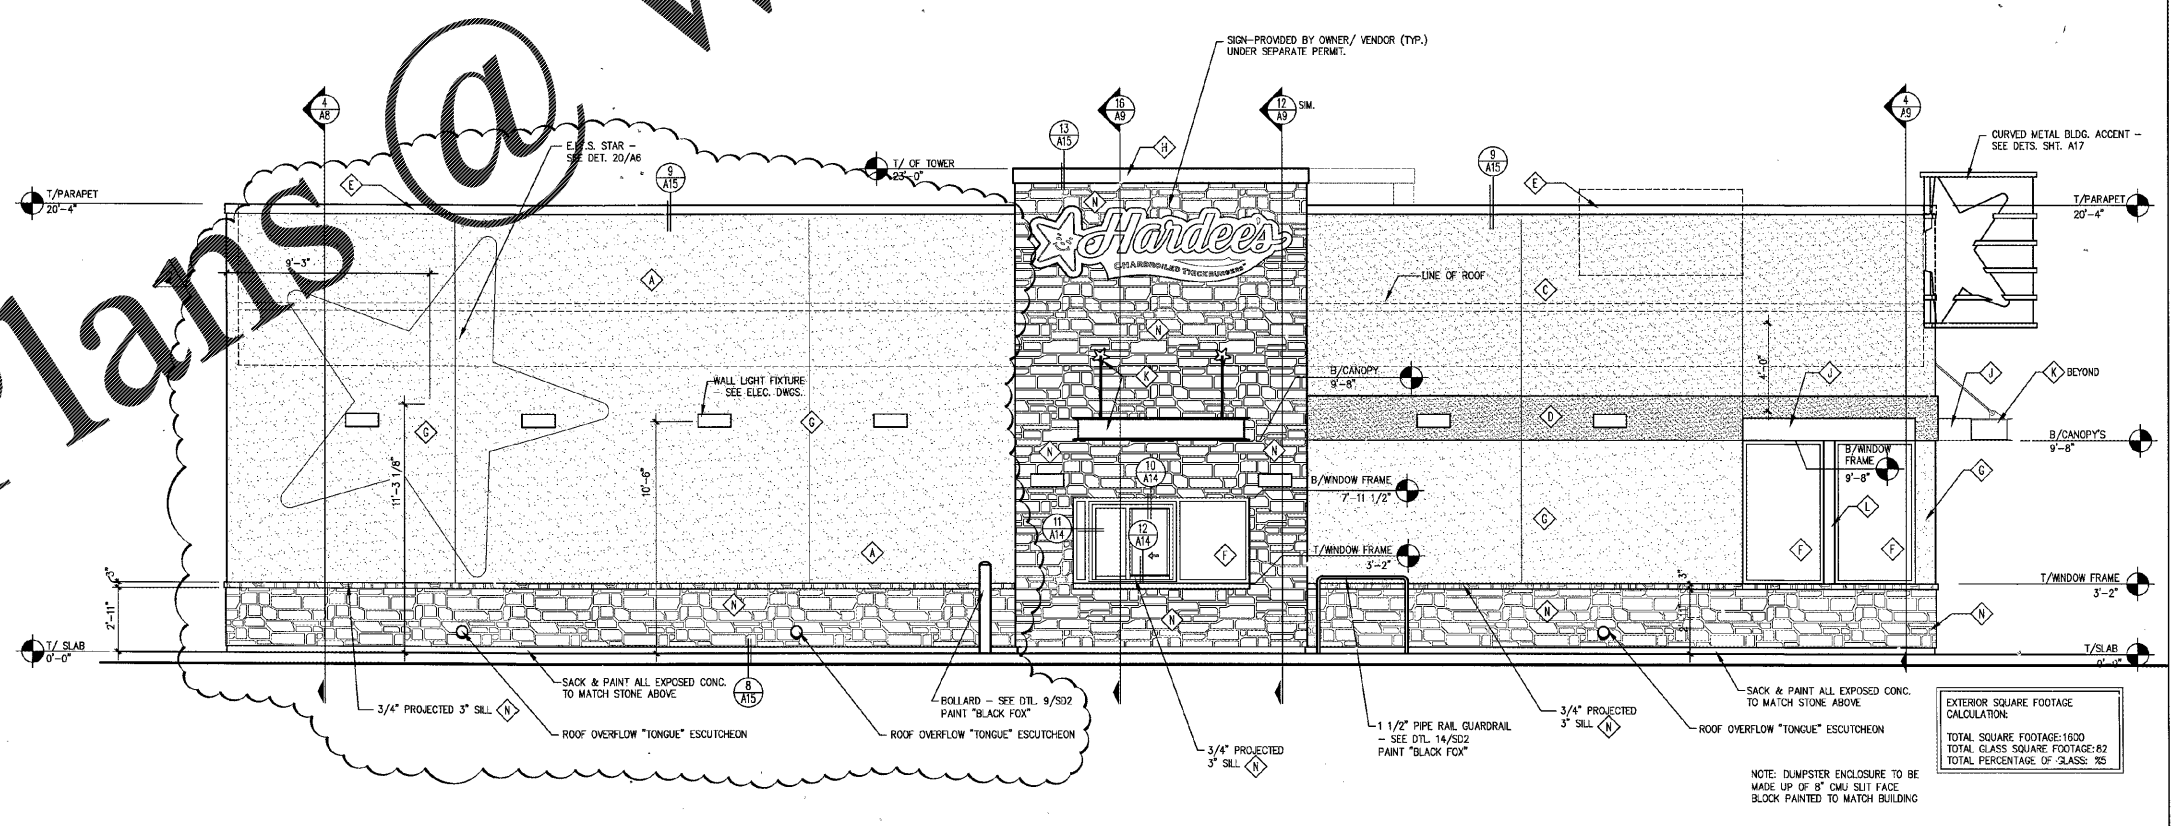 lans @
SIGN-PROVIDED BY OWNER/ VENDOR (TYP.)
UNDER SEPARATE PERMIT.
4
A8
16
A9
12
A9
SIM.
4
A9
13
A15
H
CURVED METAL BLDG. ACCENT -
SEE DETS. SHT. A17
E.I.F.S. STAR -
SEE DET. 20/A6
T/ OF TOWER
23'-0"
9
A15
9
A15
E
E
T/PARAPET
20'-4"
T/PARAPET
20'-4"
N
Hardee's
CHARBROILED THICKBURGERS
9'-3"
A
LINE OF ROOF
C
N
4'-0"
WALL LIGHT FIXTURE
- SEE ELEC. DWGS.
K
B/CANOPY
9'-8"
J
J
K
BEYOND
G
G
D
B/CANOPY'S
9'-8"
N
N
B/WINDOW
FRAME
9'-8"
10
A14
B/WINDOW FRAME
7'-11 1/2"
G
11'-3 1/8"
10'-6"
L
11
A14
12
A14
G
A
F
F
F
T/WINDOW FRAME
3'-2"
T/WINDOW FRAME
3'-2"
3"
3"
2'-11"
2'-11"
N
N
N
N
T/ SLAB
0'-0"
T/SLAB
0'-0"
SACK & PAINT ALL EXPOSED CONC.
TO MATCH STONE ABOVE
8
A15
3/4" PROJECTED 3" SILL
N
BOLLARD - SEE DTL. 9/SD2
PAINT "BLACK FOX"
ROOF OVERFLOW "TONGUE" ESCUTCHEON
ROOF OVERFLOW "TONGUE" ESCUTCHEON
3/4" PROJECTED
3" SILL
N
1 1/2" PIPE RAIL GUARDRAIL
- SEE DTL. 14/SD2
PAINT "BLACK FOX"
3/4" PROJECTED
3" SILL
N
SACK & PAINT ALL EXPOSED CONC.
TO MATCH STONE ABOVE
ROOF OVERFLOW "TONGUE" ESCUTCHEON
EXTERIOR SQUARE FOOTAGE
CALCULATION:
TOTAL SQUARE FOOTAGE:1600
TOTAL GLASS SQUARE FOOTAGE:82
TOTAL PERCENTAGE OF GLASS: %5
NOTE: DUMPSTER ENCLOSURE TO BE
MADE UP OF 8" CMU SLIT FACE
BLOCK PAINTED TO MATCH BUILDING